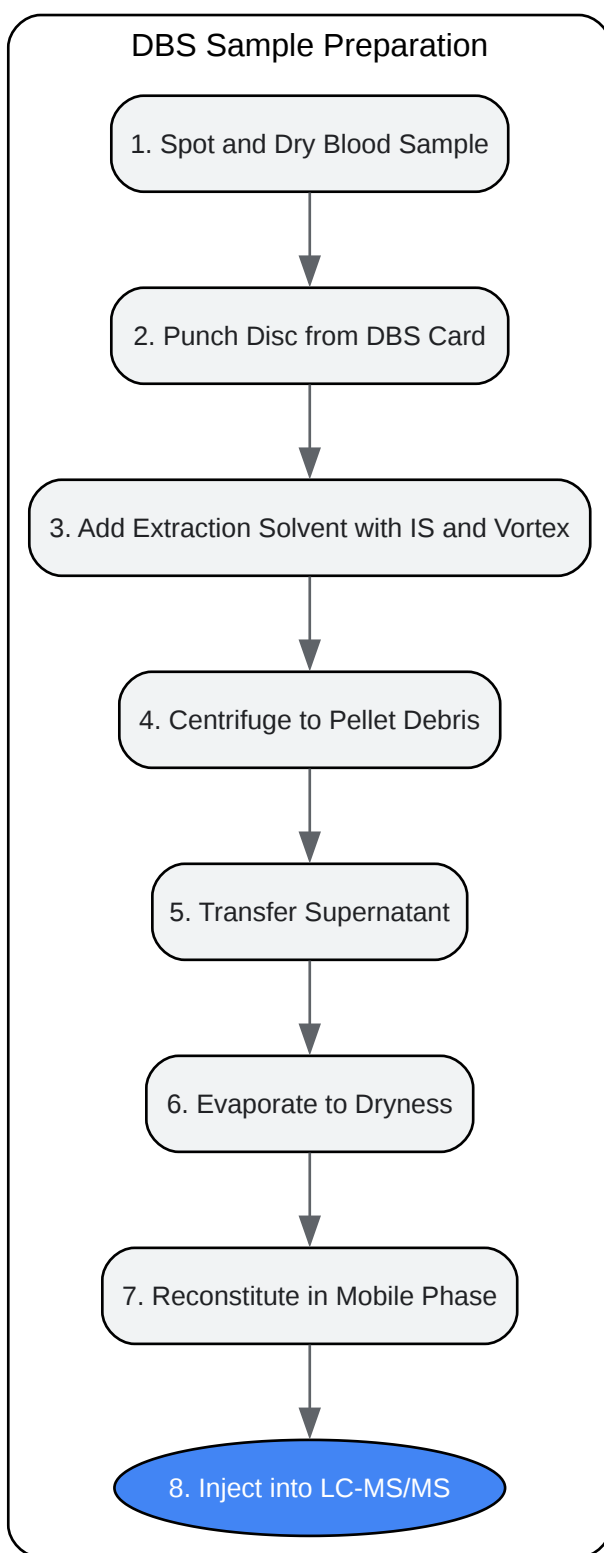 DBS Sample Preparation
1. Spot and Dry Blood Sample
2. Punch Disc from DBS Card
3. Add Extraction Solvent with IS and Vortex
4. Centrifuge to Pellet Debris
5. Transfer Supernatant
6. Evaporate to Dryness
7. Reconstitute in Mobile Phase
8. Inject into LC-MS/MS